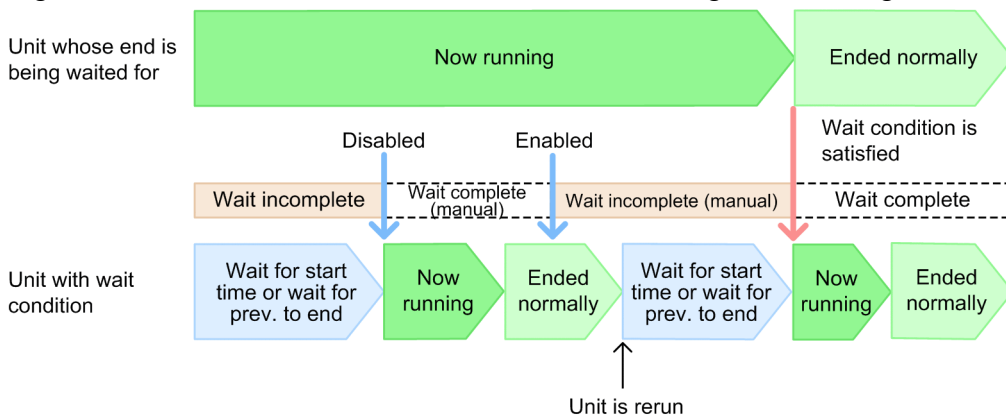 Unit whose end is
being waited for
Now running
Ended normally
Disabled
Enabled
Wait condition is
satisfied
Wait incomplete
Wait complete
(manual)
Wait incomplete (manual)
Wait complete
Unit with wait
condition
Wait for start
time or wait for
prev. to end
Now
running
Ended
normally
Wait for start
time or wait for
prev. to end
Now
running
Ended
normally
Unit is rerun